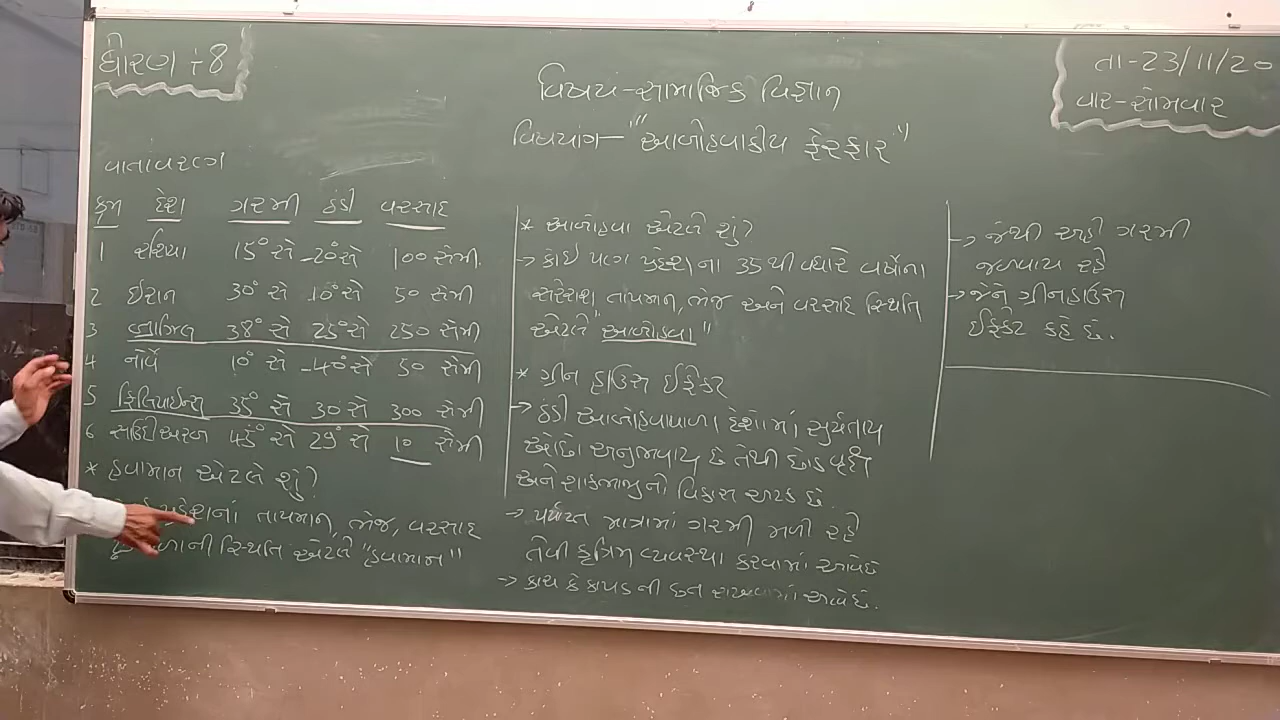 ધોરણ ÷ 8
તા-23/11/20
વાર-સોમવાર
વિષય-સામાજિક વિજ્ઞાન
વિષયાંગ-"આબોહવાકીય ફેરફાર"
વાતાવરણ
ક્રમ દેશ ગરમી ઠંડી વરસાદ
1 રશિયા 15° સે -20° સે 100 સેમી.
2 ઈરાન 30° સે 10° સે 50 સેમી
3 બ્રાઝિલ 38° સે 25° સે 250 સેમી
4 નોર્વે 10° સે -40° સે 50 સેમી
5 ફિલિપાઈન્સ 35° સે 30° સે 300 સેમી
6 સાઉદી અરબ 45° સે 29° સે 10 સેમી
* હવામાન એટલે શું?
પ્રદેશનાં તાપમાન, ભેજ, વરસાદ
ગાળાની સ્થિતિ એટલે "હવામાન"
* આબોહવા એટલે શું?
→ કોઈ પણ પ્રદેશના 35થી વધારે વર્ષોના
સરેરાશ તાપમાન, ભેજ અને વરસાદ સ્થિતિ
એટલે "આબોહવા"
* ગ્રીન હાઉસ ઈફેક્ટ
→ ઠંડી આબોહવાવાળા દેશોમાં, સુર્યતાપ
ઓછો અનુભવાય છે તેથી છોડ વૃદ્ધિ
અને શાકભાજીનો વિકાસ અટકે છે.
→ પર્યાપ્ત માત્રામાં ગરમી મળી રહે
તેવી કૃત્રિમ વ્યવસ્થા કરવામાં આવે છે
→ કાચ કે કાપડ ની છત રાખવામાં આવે છે.
→ જેથી અહી ગરમી
જળવાય રહે
→ જેને ગ્રીનહાઉસ
ઈફેક્ટ કહે છે.